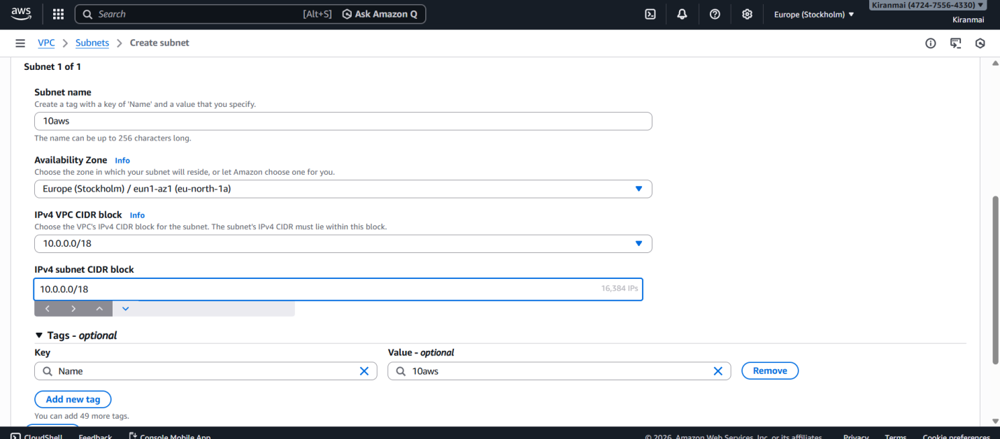 aws
Search [Alt+S] Ask Amazon Q
Europe (Stockholm)
Kiranmai (4724-7556-4330)
Kiranmai
VPC > Subnets > Create subnet
Subnet 1 of 1
Subnet name
Create a tag with a key of 'Name' and a value that you specify.
10aws
The name can be up to 256 characters long.
Availability Zone Info
Choose the zone in which your subnet will reside, or let Amazon choose one for you.
Europe (Stockholm) / eun1-az1 (eu-north-1a)
IPv4 VPC CIDR block Info
Choose the VPC's IPv4 CIDR block for the subnet. The subnet's IPv4 CIDR must lie within this block.
10.0.0.0/18
IPv4 subnet CIDR block
10.0.0.0/18 16,384 IPs
Tags - optional
Key Value - optional
Name 10aws Remove
Add new tag
You can add 49 more tags.
CloudShell Feedback Console Mobile App © 2026, Amazon Web Services, Inc. or its affiliates. Privacy Terms Cookie preferences